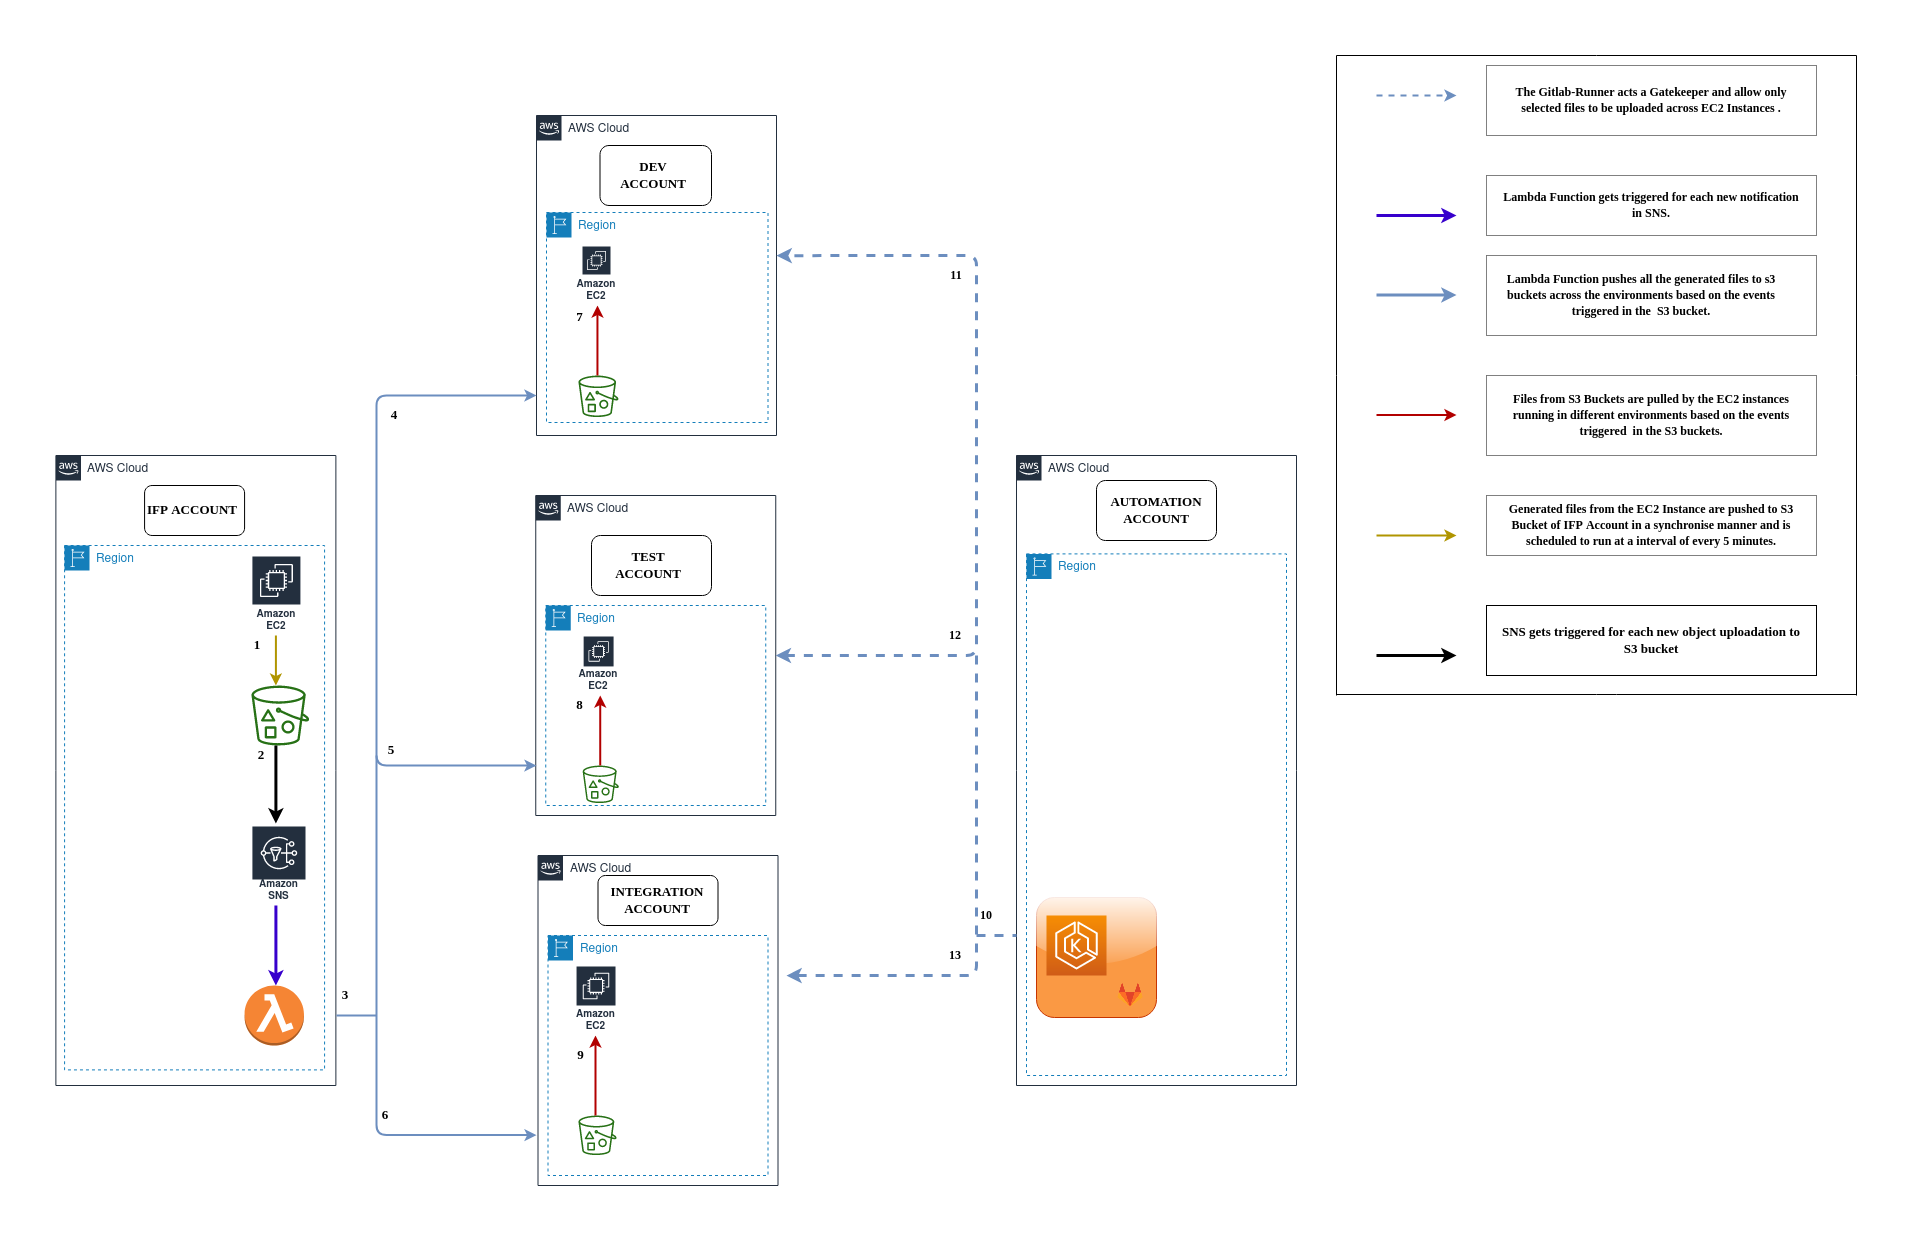 aws AWS Cloud
IFP ACCOUNT
Region
Amazon
EC2
1
2
Amazon
SNS
3
4
5
6
aws AWS Cloud
DEV
ACCOUNT
Region
Amazon
EC2
7
aws AWS Cloud
TEST
ACCOUNT
Region
Amazon
EC2
8
aws AWS Cloud
INTEGRATION
ACCOUNT
Region
Amazon
EC2
9
11
12
10
13
aws AWS Cloud
AUTOMATION
ACCOUNT
Region
K
The Gitlab-Runner acts a Gatekeeper and allow only
selected files to be uploaded across EC2 Instances .
Lambda Function gets triggered for each new notification
in SNS.
Lambda Function pushes all the generated files to s3
buckets across the environments based on the events
triggered in the S3 bucket.
Files from S3 Buckets are pulled by the EC2 instances
running in different environments based on the events
triggered in the S3 buckets.
Generated files from the EC2 Instance are pushed to S3
Bucket of IFP Account in a synchronise manner and is
scheduled to run at a interval of every 5 minutes.
SNS gets triggered for each new object uploadation to
S3 bucket